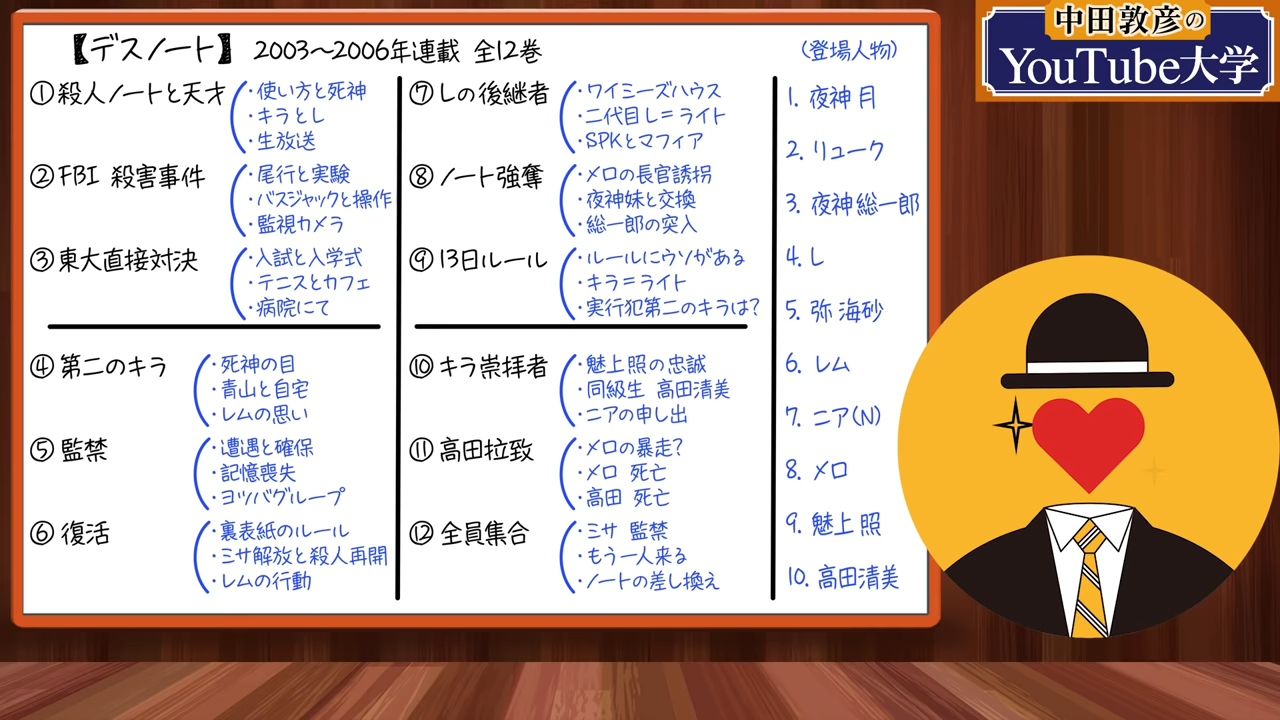 【デスノート】 2003〜2006年連載 全12巻
①殺人ノートと天才
・使い方と死神
・キラとL
・生放送
②FBI 殺害事件
・尾行と実験
・バスジャックと操作
・監視カメラ
③東大直接対決
・入試と入学式
・テニスとカフェ
・病院にて
④第二のキラ
・死神の目
・青山と自宅
・レムの思い
⑤監禁
・遭遇と確保
・記憶喪失
・ヨツバグループ
⑥復活
・裏表紙のルール
・ミサ解放と殺人再開
・レムの行動
⑦Lの後継者
・ワイミーズハウス
・二代目L=ライト
・SPKとマフィア
⑧ノート強奪
・メロの長官誘拐
・夜神妹と交換
・総一郎の突入
⑨13日ルール
・ルールにウソがある
・キラ=ライト
・実行犯第二のキラは?
⑩キラ崇拝者
・魅上照の忠誠
・同級生 高田清美
・ニアの申し出
⑪高田拉致
・メロの暴走?
・メロ 死亡
・高田 死亡
⑫全員集合
・ミサ 監禁
・もう一人来る
・ノートの差し換え
(登場人物)
1. 夜神月
2. リューク
3. 夜神総一郎
4. L
5. 弥海砂
6. レム
7. ニア(N)
8. メロ
9. 魅上照
10. 高田清美
中田敦彦の
YouTube大学